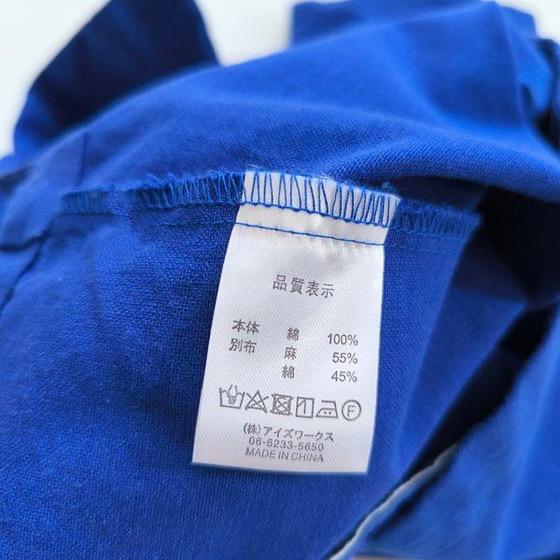 品質表示
本体 綿 100%
別布 麻 55%
綿 45%
F
(株)アイズワークス
06-6233-5650
MADE IN CHINA